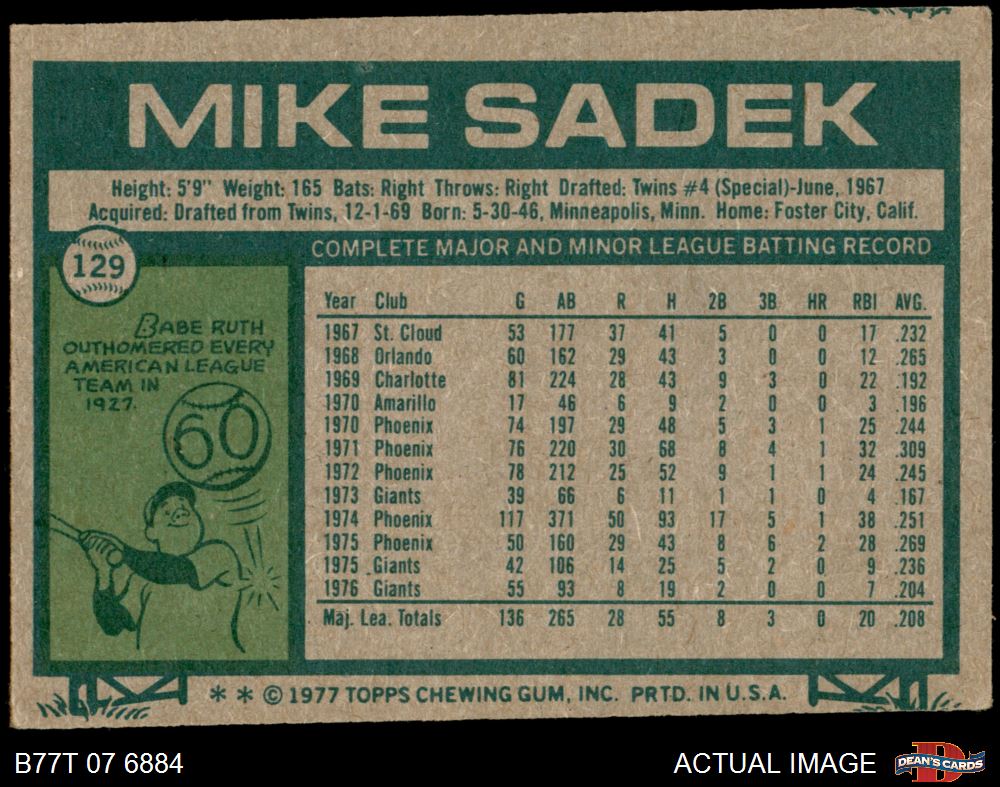 MIKE SADEK
Height: 5'9" Weight: 165 Bats: Right Throws: Right Drafted: Twins #4 (Special)-June, 1967
Acquired: Drafted from Twins, 12-1-69 Born: 5-30-46, Minneapolis, Minn. Home: Foster City, Calif.
129
BABE RUTH
OUTHOMERED EVERY
AMERICAN LEAGUE
TEAM IN
1927.
60
COMPLETE MAJOR AND MINOR LEAGUE BATTING RECORD
Year Club G AB R H 2B 3B HR RBI AVG.
1967 St. Cloud 53 177 37 41 5 0 0 17 .232
1968 Orlando 60 162 29 43 3 0 0 12 .265
1969 Charlotte 81 224 28 43 9 3 0 22 .192
1970 Amarillo 17 46 6 9 2 0 0 3 .196
1970 Phoenix 74 197 29 48 5 3 1 25 .244
1971 Phoenix 76 220 30 68 8 4 1 32 .309
1972 Phoenix 78 212 25 52 9 1 1 24 .245
1973 Giants 39 66 6 11 1 1 0 4 .167
1974 Phoenix 117 371 50 93 17 5 1 38 .251
1975 Phoenix 50 160 29 43 8 6 2 28 .269
1975 Giants 42 106 14 25 5 2 0 9 .236
1976 Giants 55 93 8 19 2 0 0 7 .204
Maj. Lea. Totals 136 265 28 55 8 3 0 20 .208
* * © 1977 TOPPS CHEWING GUM, INC. PRTD. IN U.S.A.
B77T 07 6884
ACTUAL IMAGE
D
DEAN'S CARDS